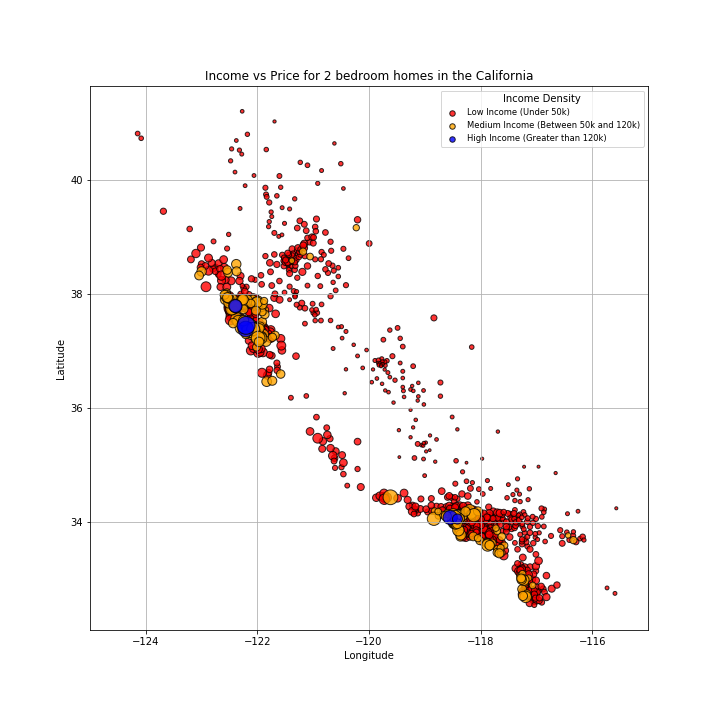 Income vs Price for 2 bedroom homes in the California
Income Density
Low Income (Under 50k)
Medium Income (Between 50k and 120k)
High Income (Greater than 120k)
Latitude
40
38
36
34
−124
−122
−120
−118
−116
Longitude